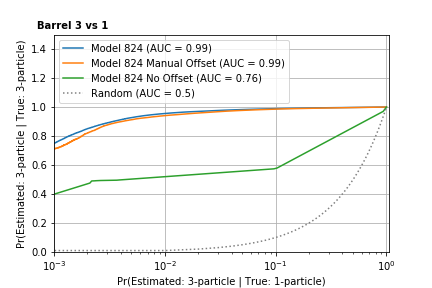 Barrel 3 vs 1
Pr(Estimated: 3-particle | True: 3-particle)
1.4
1.2
1.0
0.8
0.6
0.4
0.2
0.0
Model 824 (AUC = 0.99)
Model 824 Manual Offset (AUC = 0.99)
Model 824 No Offset (AUC = 0.76)
Random (AUC = 0.5)
10⁻³ 10⁻² 10⁻¹ 10⁰
Pr(Estimated: 3-particle | True: 1-particle)